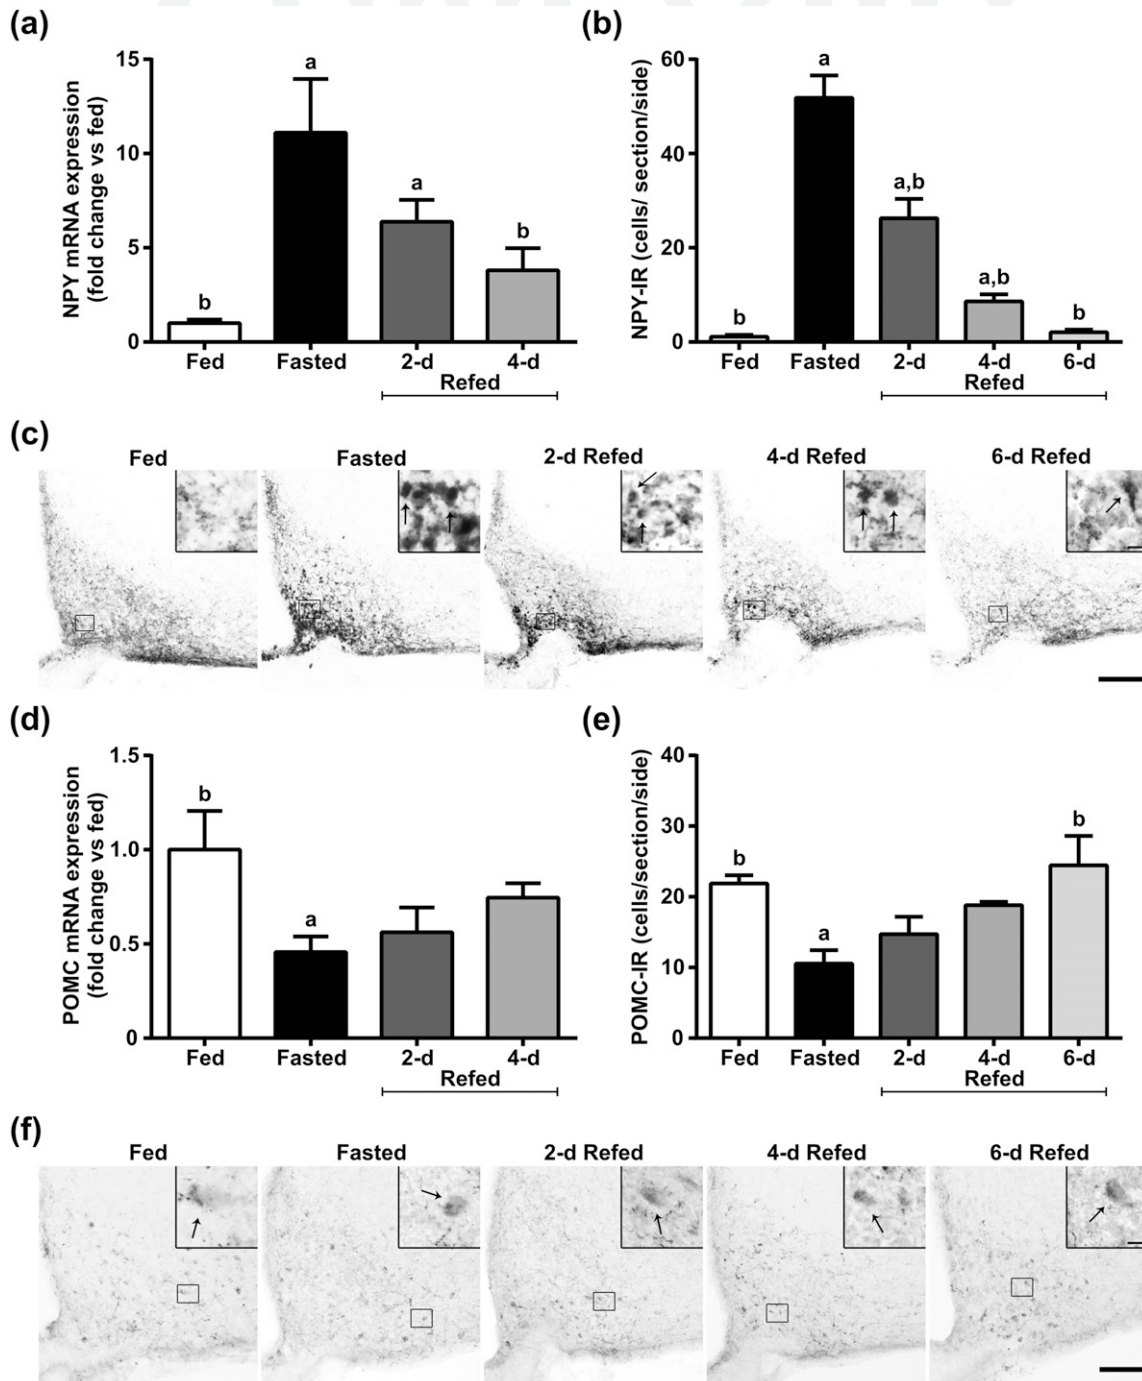 (a)
NPY mRNA expression
(fold change vs fed)
15
10
5
0
b
a
a
b
Fed
Fasted
2-d
4-d
Refed
(b)
NPY-IR (cells/ section/side)
60
40
20
0
b
a
a,b
a,b
b
Fed
Fasted
2-d
4-d
6-d
Refed
(c)
Fed
Fasted
2-d Refed
4-d Refed
6-d Refed
(d)
POMC mRNA expression
(fold change vs fed)
1.5
1.0
0.5
0
b
a
Fed
Fasted
2-d
4-d
Refed
(e)
POMC-IR (cells/section/side)
40
30
20
10
0
b
a
b
Fed
Fasted
2-d
4-d
6-d
Refed
(f)
Fed
Fasted
2-d Refed
4-d Refed
6-d Refed